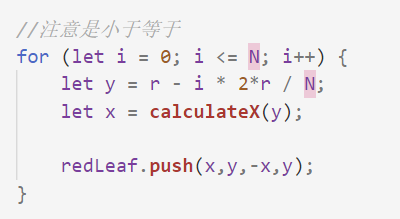 //注意是小于等于
for (let i = 0; i <= N; i++) {
let y = r - i * 2*r / N;
let x = calculateX(y);
redLeaf.push(x,y,-x,y);
}